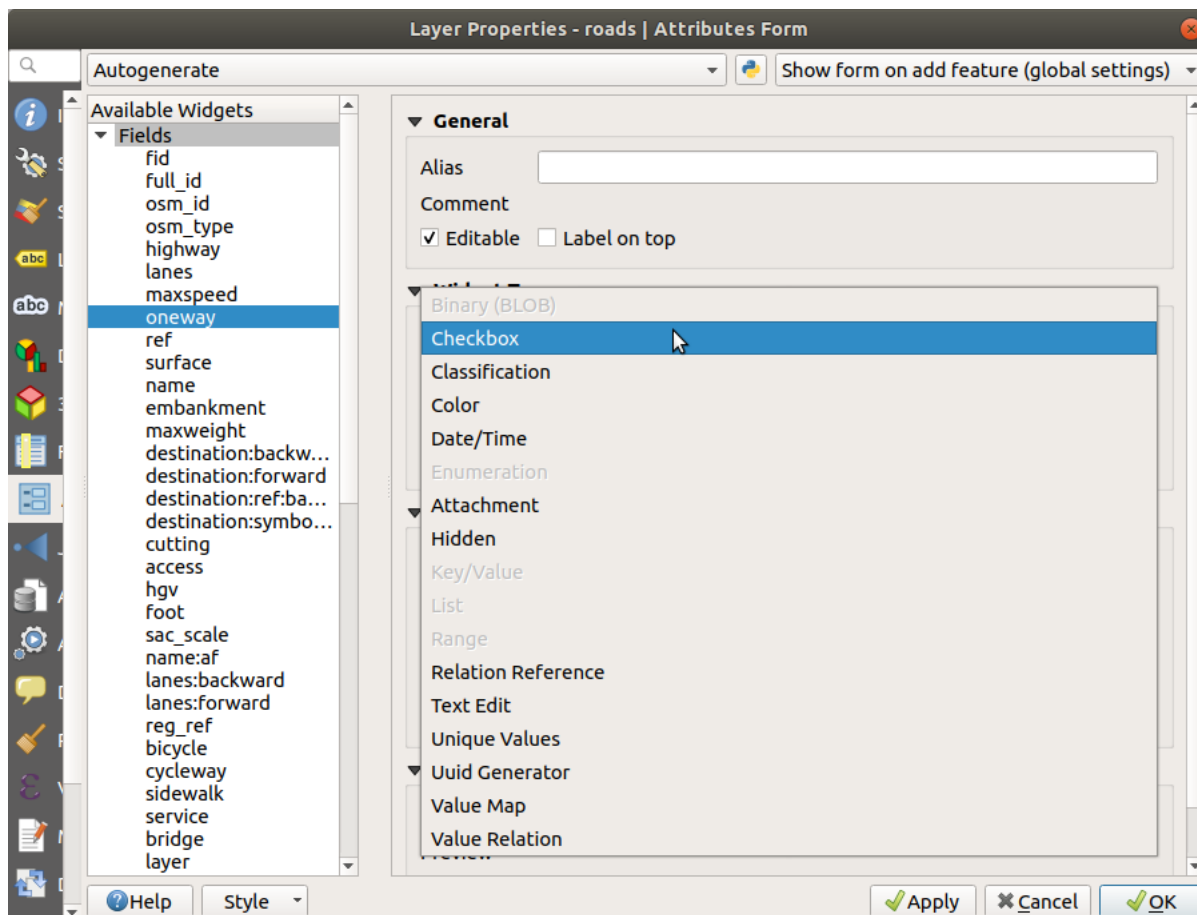 Layer Properties - roads | Attributes Form
Autogenerate
Show form on add feature (global settings)
Available Widgets
Fields
fid
full_id
osm_id
osm_type
highway
lanes
maxspeed
oneway
ref
surface
name
embankment
maxweight
destination:backw...
destination:forward
destination:ref:ba...
destination:symbo...
cutting
access
hgv
foot
sac_scale
name:af
lanes:backward
lanes:forward
reg_ref
bicycle
cycleway
sidewalk
service
bridge
layer
General
Alias
Comment
Editable
Label on top
Binary (BLOB)
Checkbox
Classification
Color
Date/Time
Enumeration
Attachment
Hidden
Key/Value
List
Range
Relation Reference
Text Edit
Unique Values
Uuid Generator
Value Map
Value Relation
abc
abc
Help
Style
Apply
Cancel
OK